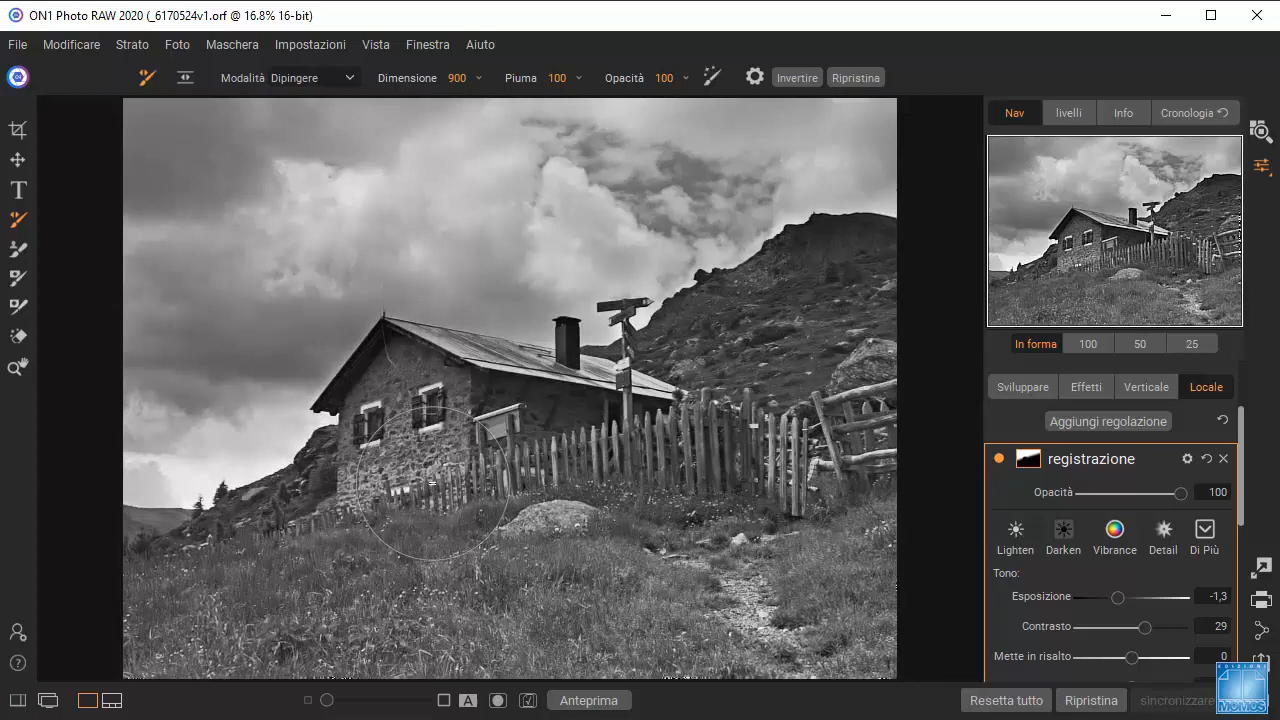 ON1 Photo RAW 2020 (_6170524v1.orf @ 16.8% 16-bit)
File Modificare Strato Foto Maschera Impostazioni Vista Finestra Aiuto
Modalità Dipingere Dimensione 900 Piuma 100 Opacità 100 Invertire Ripristina
Nav livelli Info Cronologia
T
In forma 100 50 25
Sviluppare Effetti Verticale Locale
Aggiungi regolazione
registrazione
Opacità 100
Lighten Darken Vibrance Detail Di Più
Tono:
Esposizione -1,3
Contrasto 29
Mette in risalto 0
?
A Anteprima Resetta tutto Ripristina sincronizzare
EDIZIONI
MOMOS